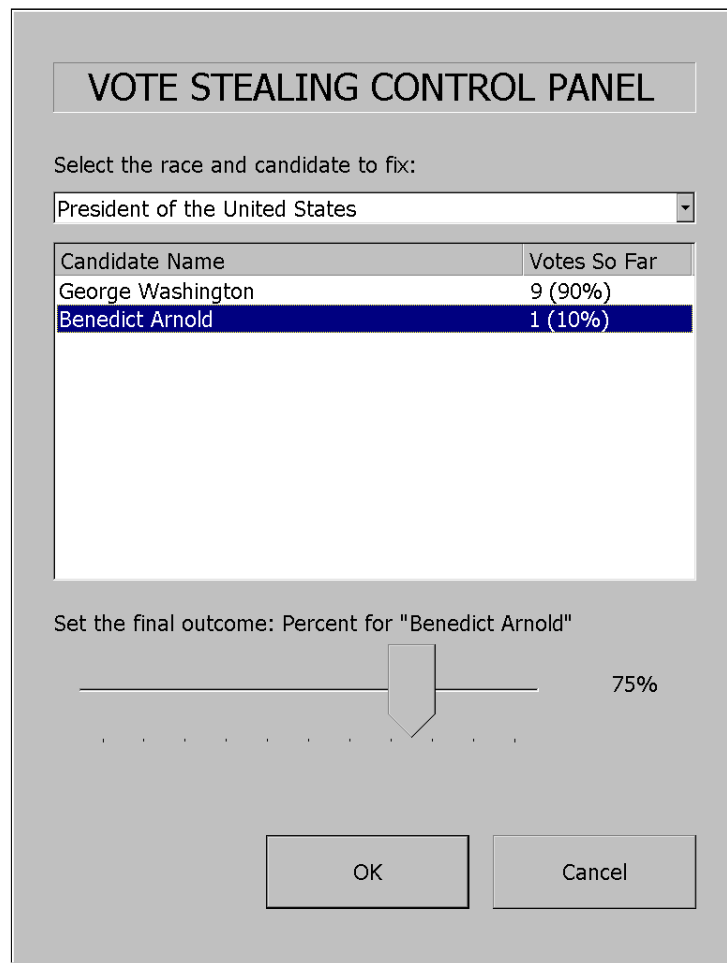 VOTE STEALING CONTROL PANEL
Select the race and candidate to fix:
President of the United States
Candidate Name Votes So Far
George Washington 9 (90%)
Benedict Arnold 1 (10%)
Set the final outcome: Percent for "Benedict Arnold"
75%
OK Cancel